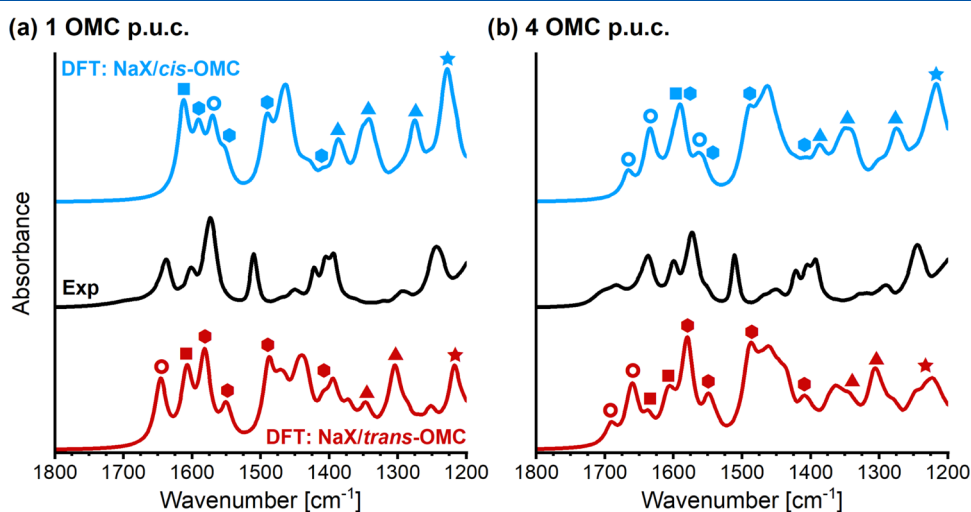 (a) 1 OMC p.u.c.
(b) 4 OMC p.u.c.
DFT: NaX/cis-OMC
Exp
DFT: NaX/trans-OMC
Absorbance
1800 1700 1600 1500 1400 1300 1200
1800 1700 1600 1500 1400 1300 1200
Wavenumber [cm-1]
Wavenumber [cm-1]